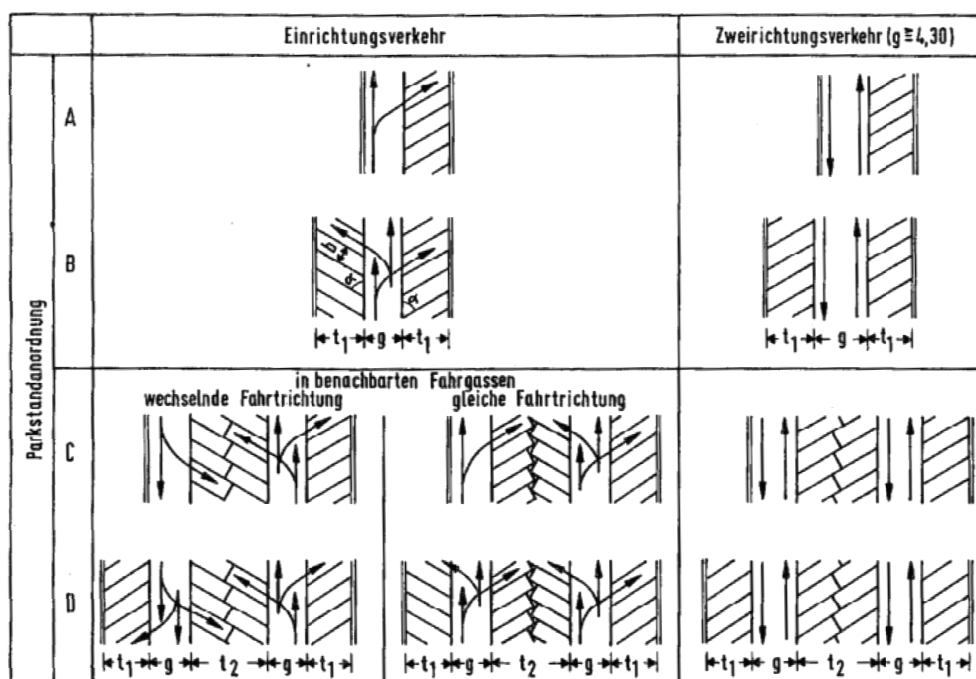 Einrichtungsverkehr
Zweirichtungsverkehr (g ≧ 4,30)
Parkstandanordnung
A
B
b
α
α
t₁ g t₁
t₁ g t₁
in benachbarten Fahrgassen
wechselnde Fahrtrichtung
gleiche Fahrtrichtung
C
D
t₁ g t₂ g t₁
t₁ g t₂ g t₁
t₁ g t₂ g t₁